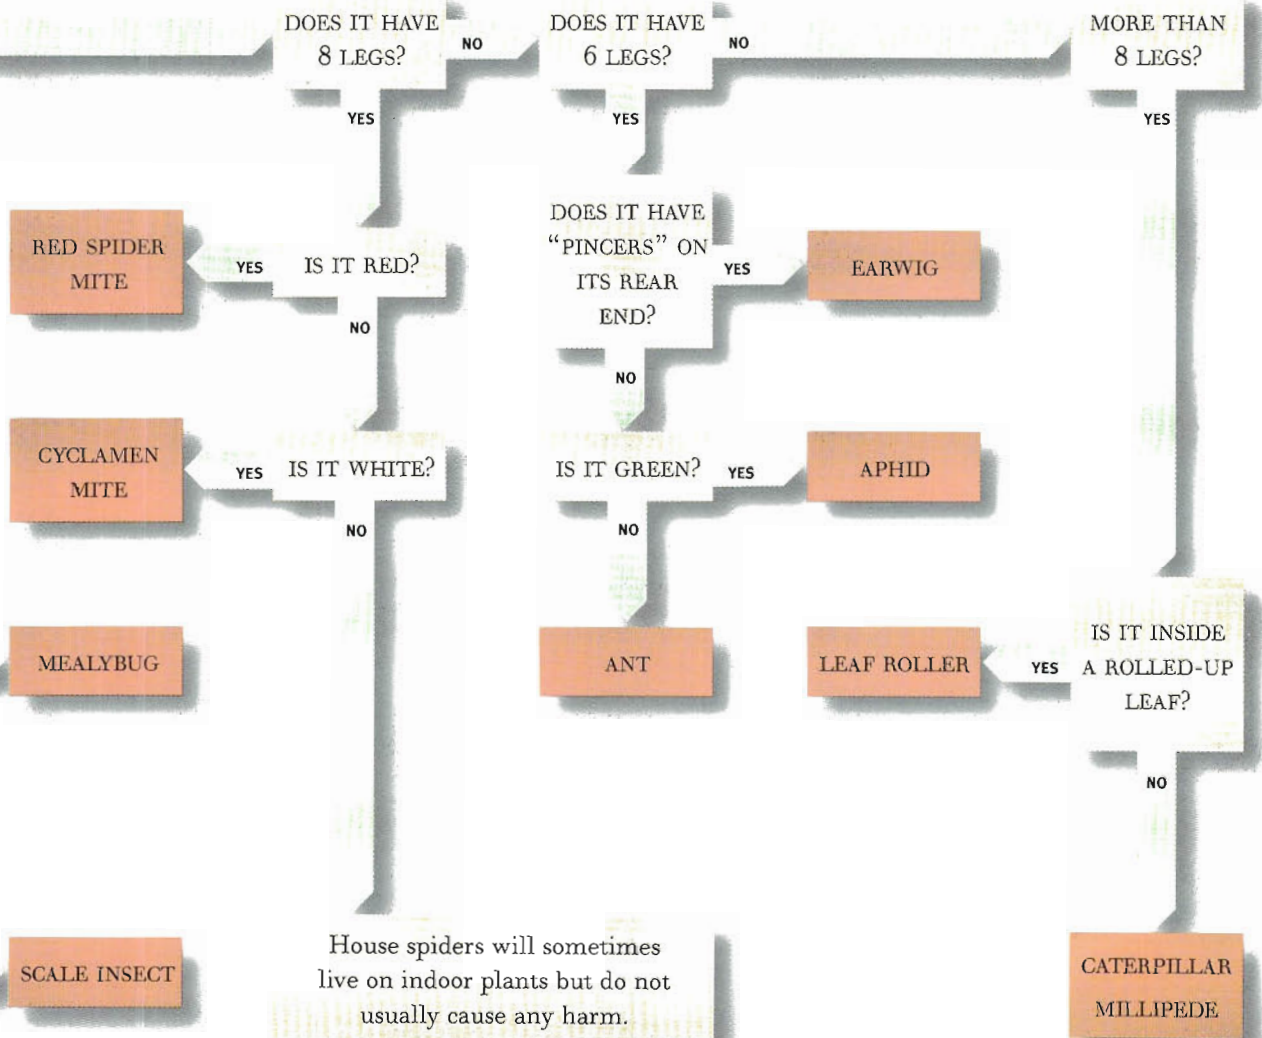 DOES IT HAVE
8 LEGS?
NO
DOES IT HAVE
6 LEGS?
NO
MORE THAN
8 LEGS?
YES
YES
YES
RED SPIDER
MITE
YES
IS IT RED?
NO
DOES IT HAVE
“PINCERS” ON
ITS REAR
END?
YES
EARWIG
NO
CYCLAMEN
MITE
YES
IS IT WHITE?
NO
IS IT GREEN?
YES
APHID
NO
MEALYBUG
ANT
LEAF ROLLER
YES
IS IT INSIDE
A ROLLED-UP
LEAF?
NO
SCALE INSECT
House spiders will sometimes
live on indoor plants but do not
usually cause any harm.
CATERPILLAR
MILLIPEDE